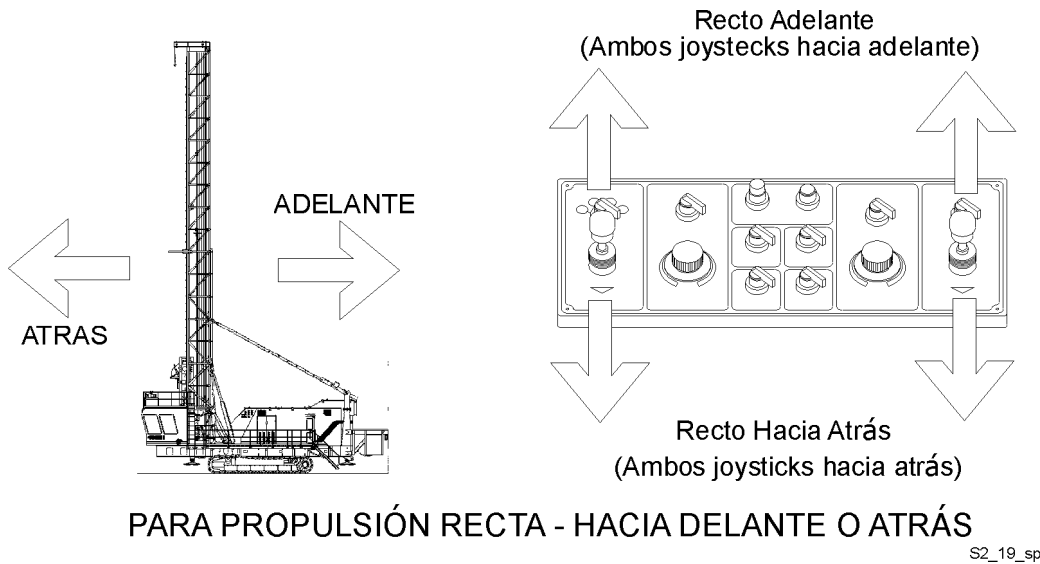 Recto Adelante
(Ambos joystecks hacia adelante)
ADELANTE
ATRAS
Recto Hacia Atrás
(Ambos joysticks hacia atrás)
PARA PROPULSIÓN RECTA - HACIA DELANTE O ATRÁS
S2_19_sp